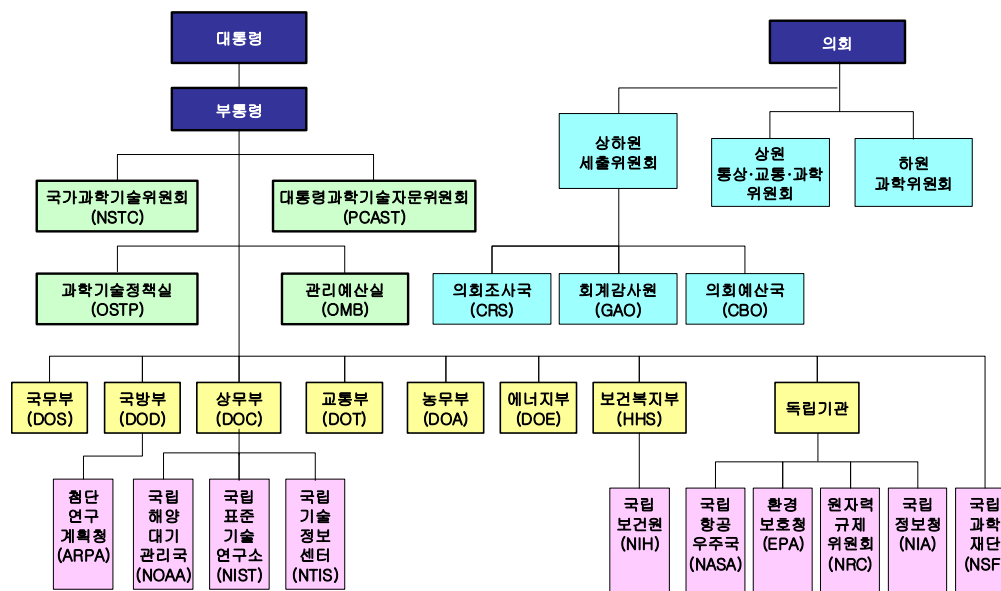 대통령
의회
부통령
상하원
세출위원회
상원
통상·교통·과학
위원회
하원
과학위원회
국가과학기술위원회
(NSTC)
대통령과학기술자문위원회
(PCAST)
과학기술정책실
(OSTP)
관리예산실
(OMB)
의회조사국
(CRS)
회계감사원
(GAO)
의회예산국
(CBO)
국무부
(DOS)
국방부
(DOD)
상무부
(DOC)
교통부
(DOT)
농무부
(DOA)
에너지부
(DOE)
보건복지부
(HHS)
독립기관
첨단
연구
계획청
(ARPA)
국립
해양
대기
관리국
(NOAA)
국립
표준
기술
연구소
(NIST)
국립
기술
정보
센터
(NTIS)
국립
보건원
(NIH)
국립
항공
우주국
(NASA)
환경
보호청
(EPA)
원자력
규제
위원회
(NRC)
국립
정보청
(NIA)
국립
과학
재단
(NSF